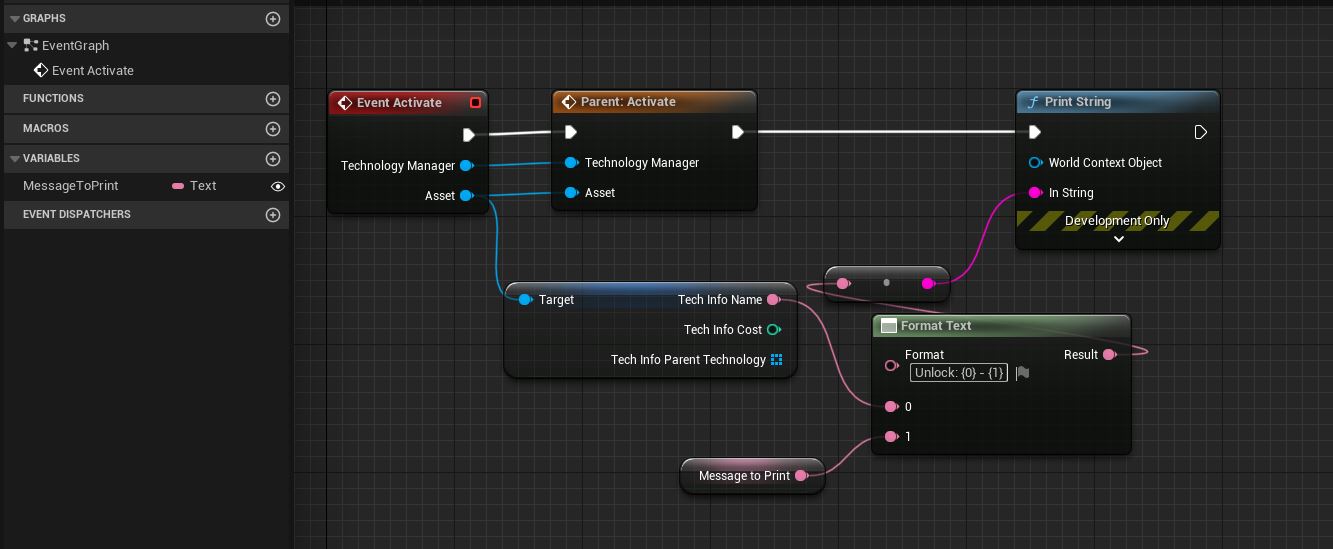 GRAPHS
EventGraph
Event Activate
FUNCTIONS
MACROS
VARIABLES
MessageToPrint Text
EVENT DISPATCHERS
Event Activate
Technology Manager
Asset
Parent: Activate
Technology Manager
Asset
Print String
World Context Object
In String
Development Only
Target Tech Info Name
Tech Info Cost
Tech Info Parent Technology
Format Text
Format Result
Unlock: {0} - {1}
0
1
Message to Print